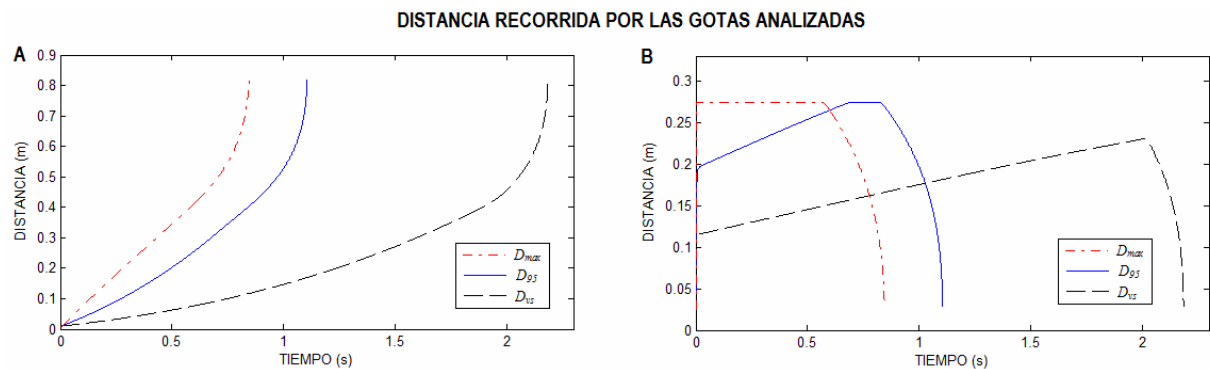 DISTANCIA RECORRIDA POR LAS GOTAS ANALIZADAS
A
0.9
0.8
0.7
0.6
0.5
0.4
0.3
0.2
0.1
0
DISTANCIA (m)
0
0.5
1
1.5
2
TIEMPO (s)
Dmax
D95
Dvs
B
0.3
0.25
0.2
0.15
0.1
0.05
0
DISTANCIA (m)
0
0.5
1
1.5
2
TIEMPO (s)
Dmax
D95
Dvs